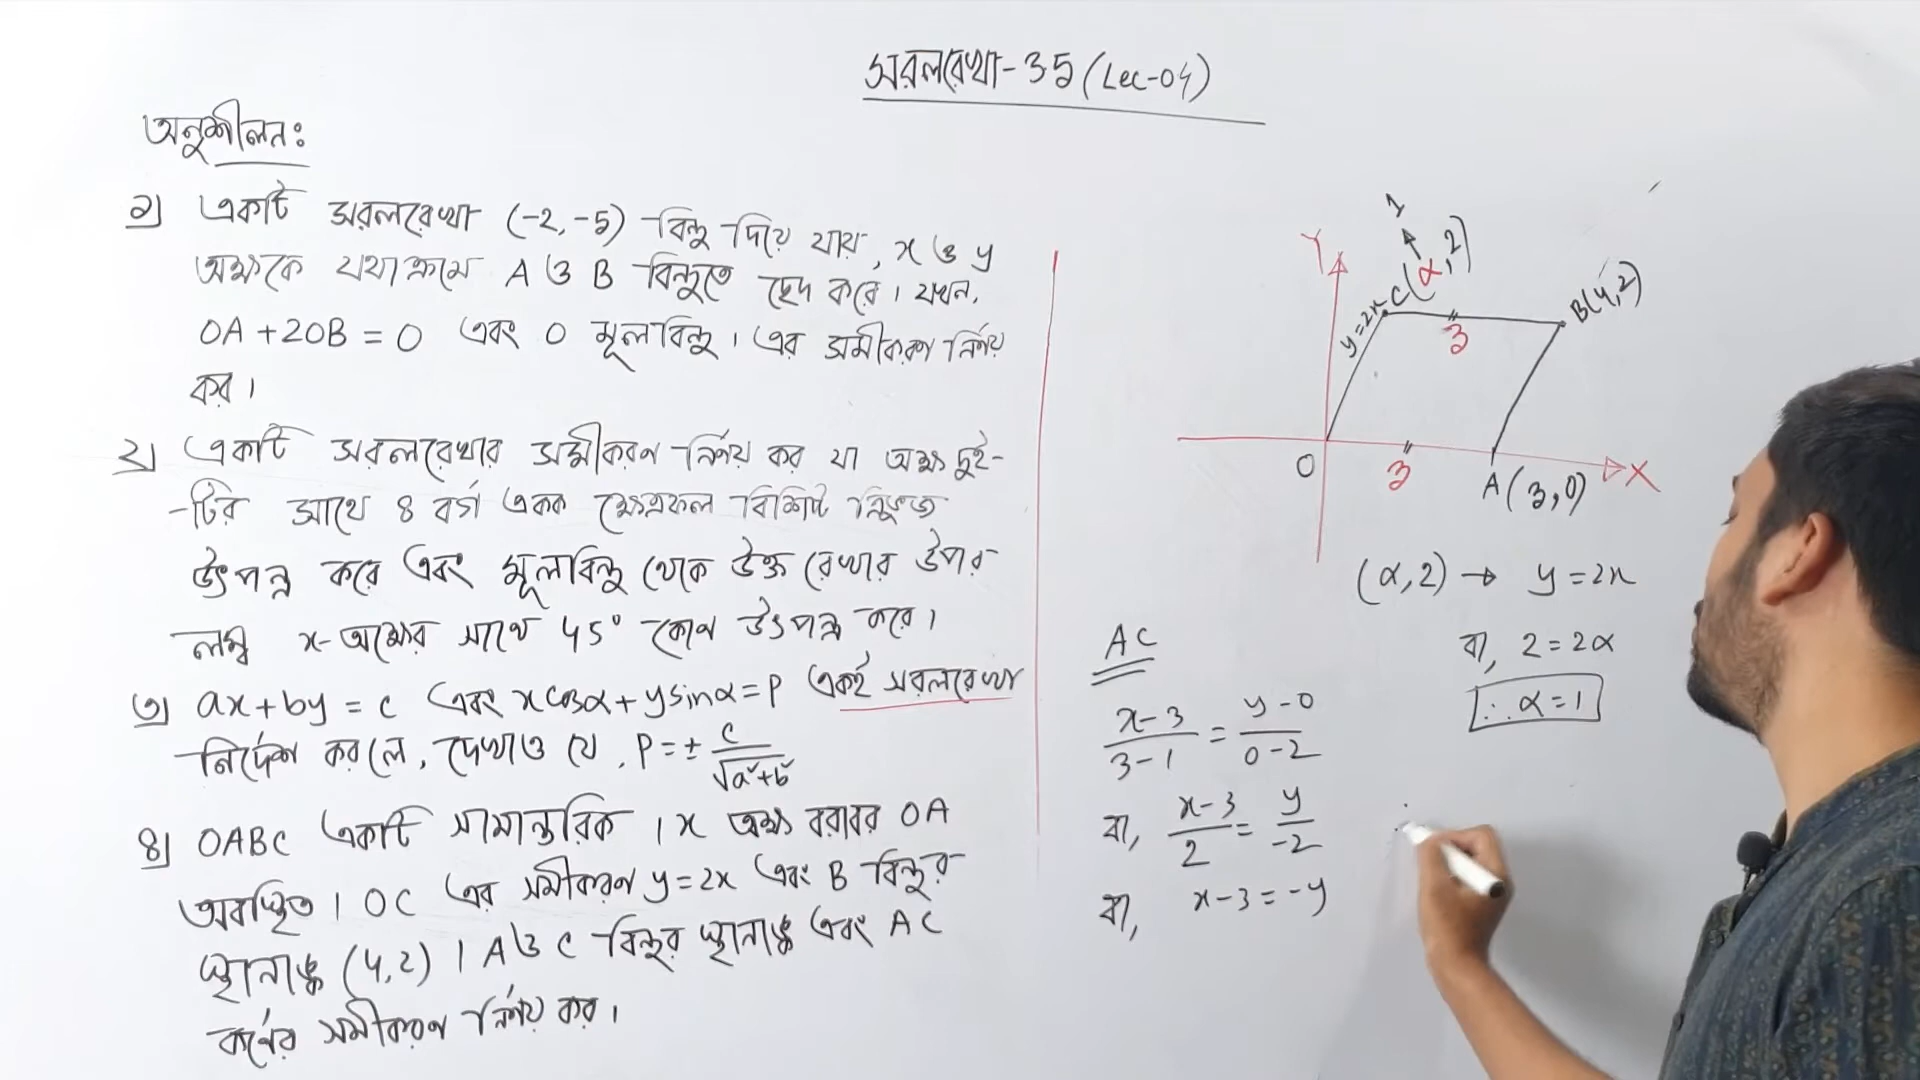 সরলরেখা-3.5 (Lec-04)
অনুশীলনঃ
১) একটি সরলরেখা (-2,-5) বিন্দু দিয়ে যায়, x ও y
অক্ষকে যথাক্রমে A ও B বিন্দুতে ছেদ করে। যখন,
OA+2OB = 0 এবং O মূলবিন্দু। এর সমীকরণ নির্ণয়
কর।
২) একটি সরলরেখার সমীকরণ নির্ণয় কর যা অক্ষ দুই-
-টির সাথে 8 বর্গ একক ক্ষেত্রফল বিশিষ্ট ত্রিভুজ
উৎপন্ন করে এবং মূলবিন্দু থেকে উক্ত রেখার উপর
লম্ব x-অক্ষের সাথে 45° কোণ উৎপন্ন করে।
৩) ax+by = c এবং xcosα+ysinα=P একই সরলরেখা
নির্দেশ করলে, দেখাও যে, P=± c/√a²+b²
৪) OABC একটি সামান্তরিক। x অক্ষ বরাবর OA
অবস্থিত। OC এর সমীকরণ y=2x এবং B বিন্দুর
স্থানাঙ্ক (4,2) । A ও C বিন্দুর স্থানাঙ্ক এবং AC
কর্ণের সমীকরণ নির্ণয় কর।
1
Y
y=2x
C(α,2)
B(4,2)
3
O
3
A(3,0)
X
(α,2) → y=2x
বা, 2=2α
∴ α=1
AC
x-3/3-1 = y-0/0-2
বা, x-3/2 = y/-2
বা, x-3=-y